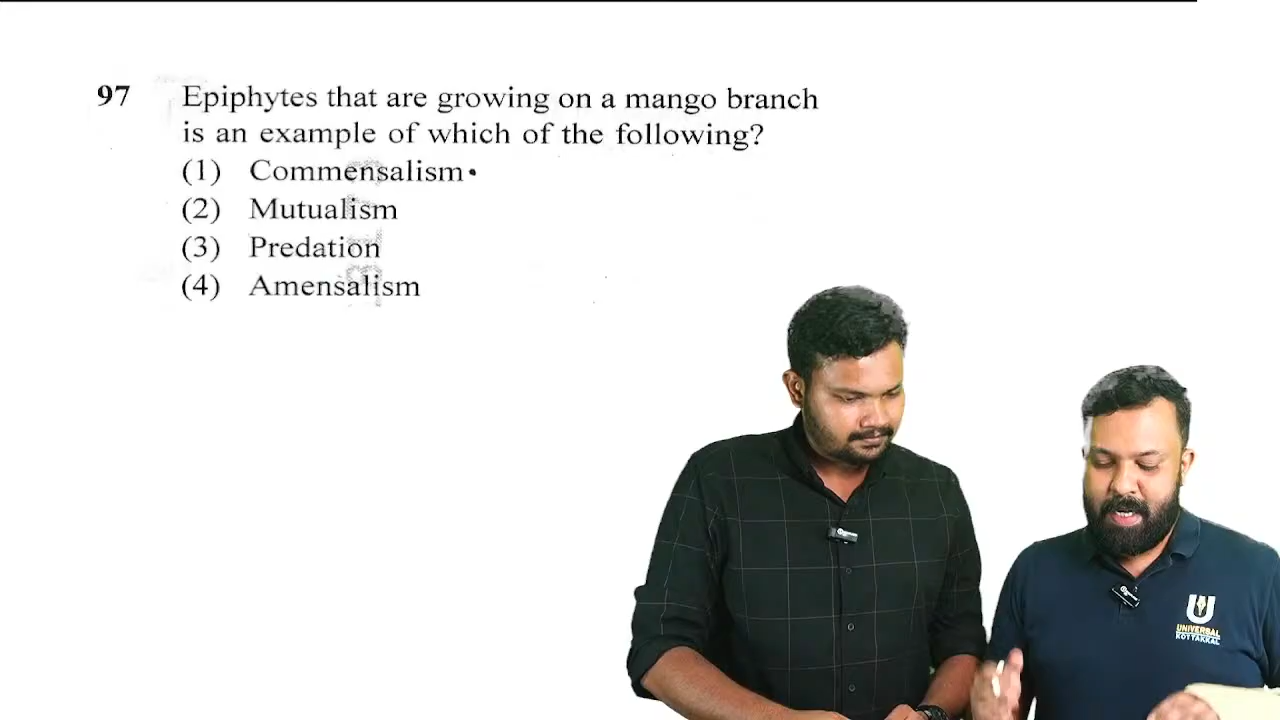 97 Epiphytes that are growing on a mango branch
is an example of which of the following?
(1) Commensalism
(2) Mutualism
(3) Predation
(4) Amensalism
U
UNIVERSAL
KOTTAKKAL